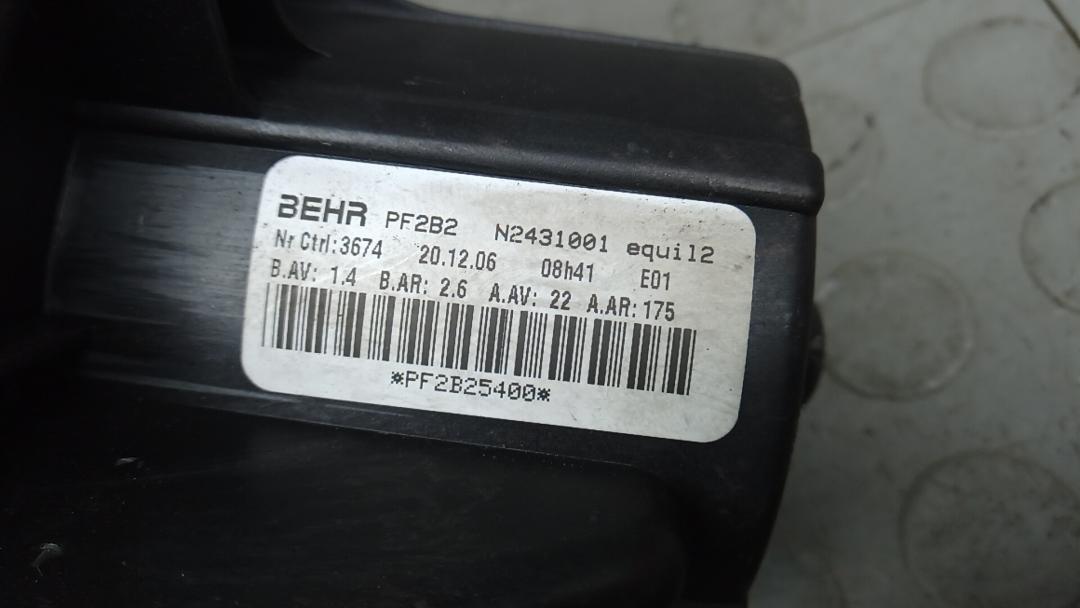 BEHR PF2B2 N2431001 equil2
Nr Ctrl:3674 20.12.06 08h41 E01
B.AV: 1.4 B.AR: 2.6 A.AV: 22 A.AR: 175
*PF2B25400*